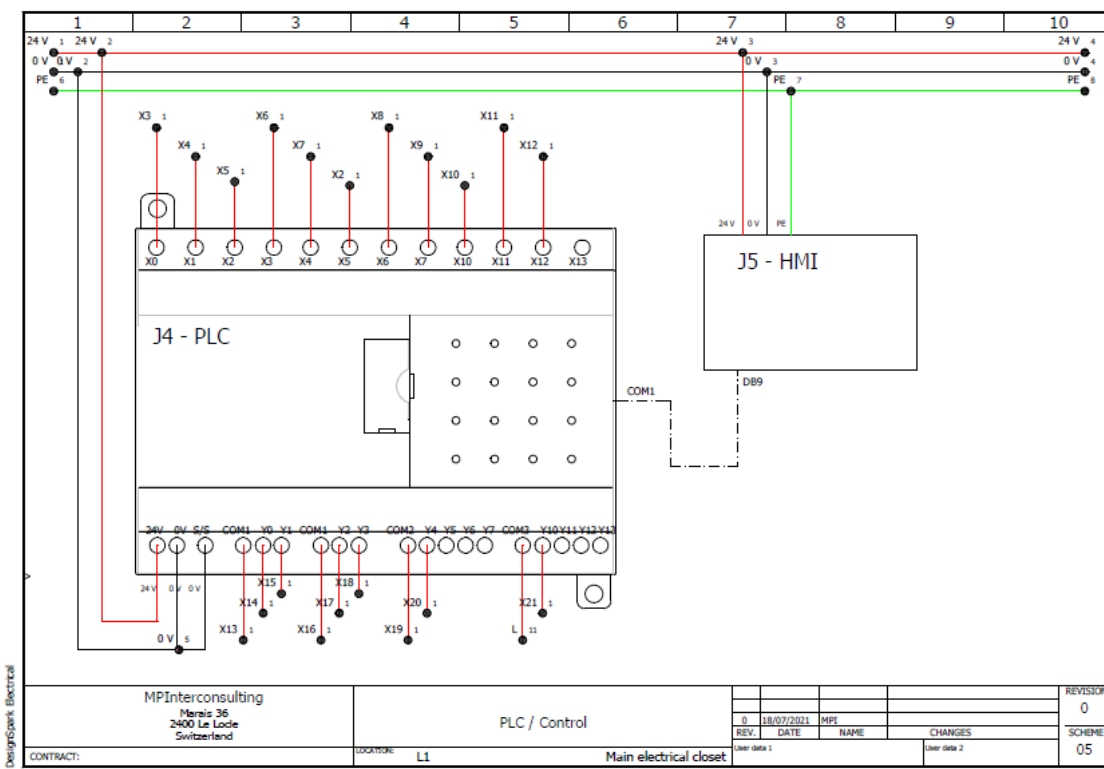 1 2 3 4 5 6 7 8 9 10
24 V 1 24 V 2 24 V 3 24 V 4
0 V 0 V 2 0 V 3 0 V 4
PE 6 PE 7 PE 8
X3 1 X6 1 X8 1 X11 1
X4 1 X7 1 X9 1 X12 1
X5 1 X2 1 X10 1
24 V 0 V PE
X0 X1 X2 X3 X4 X5 X6 X7 X10 X11 X12 X13
J5 - HMI
J4 - PLC
DB9
COM1
24V 0V S/S COM1 Y0 Y1 COM1 Y2 Y3 COM2 Y4 Y5 Y6 Y7 COM3 Y10 Y11 Y12 Y13
24 V 0 V 0 V
X15 1 X18 1
X14 1 X17 1 X20 1 X21 1
X13 1 X16 1 X19 1 L 11
0 V 5
DesignSpark Electrical
MPInterconsulting
Marais 36
2400 Le Locle
Switzerland
CONTRACT:
PLC / Control
LOCATION:
L1
Main electrical closet
0 18/07/2021 MPI
REV. DATE NAME CHANGES
User data 1 User data 2
REVISION
0
SCHEME
05